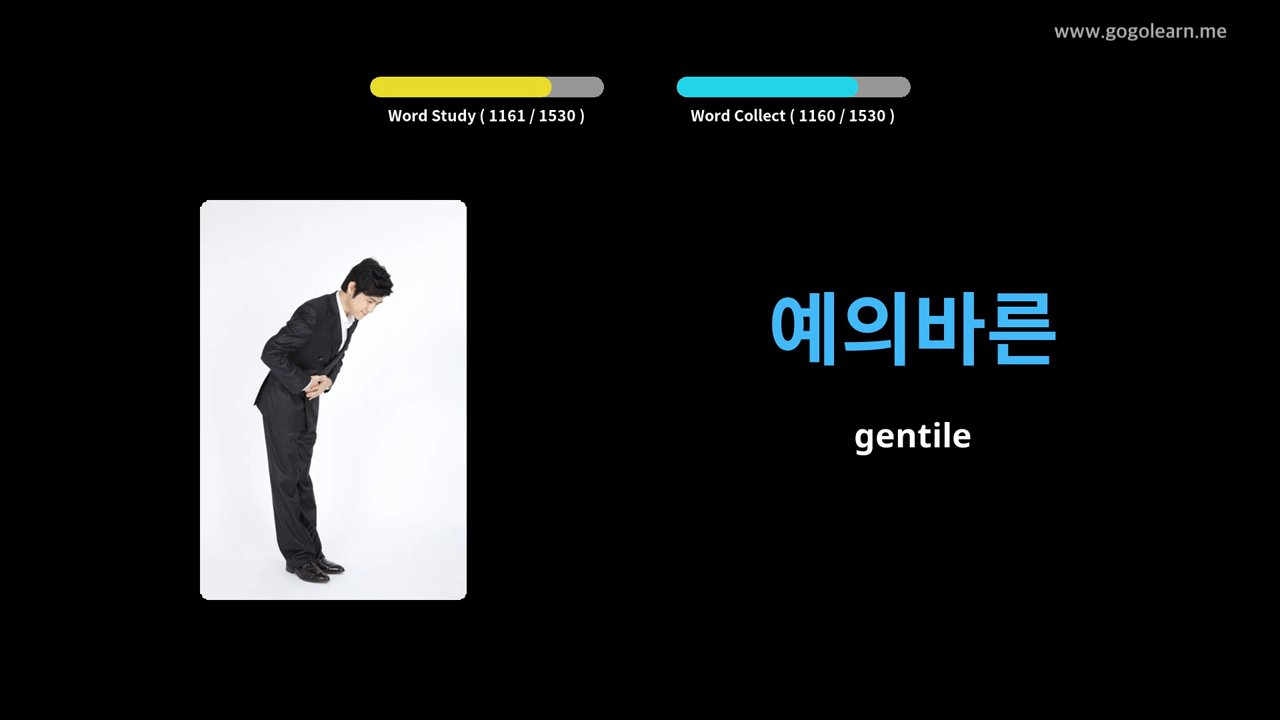 www.gogolearn.me
Word Study ( 1161 / 1530 )
Word Collect ( 1160 / 1530 )
예의바른
gentile